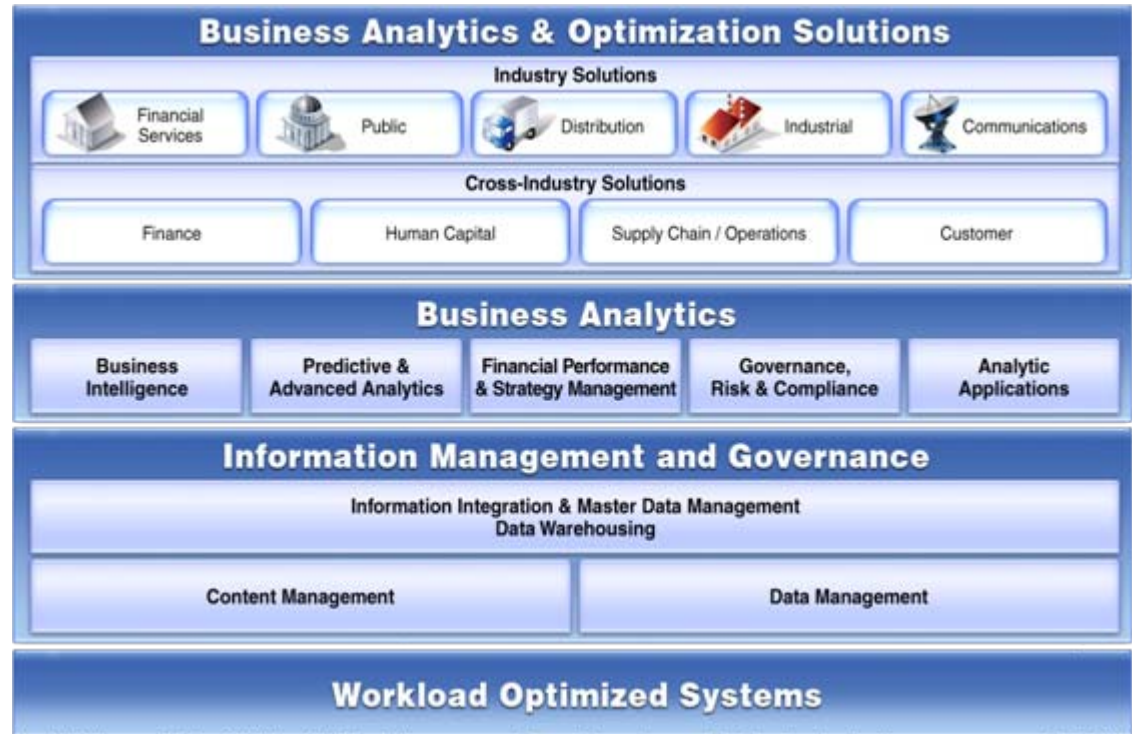 Business Analytics & Optimization Solutions
Industry Solutions
Financial
Services
Public
Distribution
Industrial
Communications
Cross-Industry Solutions
Finance
Human Capital
Supply Chain / Operations
Customer
Business Analytics
Business
Intelligence
Predictive &
Advanced Analytics
Financial Performance
& Strategy Management
Governance,
Risk & Compliance
Analytic
Applications
Information Management and Governance
Information Integration & Master Data Management
Data Warehousing
Content Management
Data Management
Workload Optimized Systems